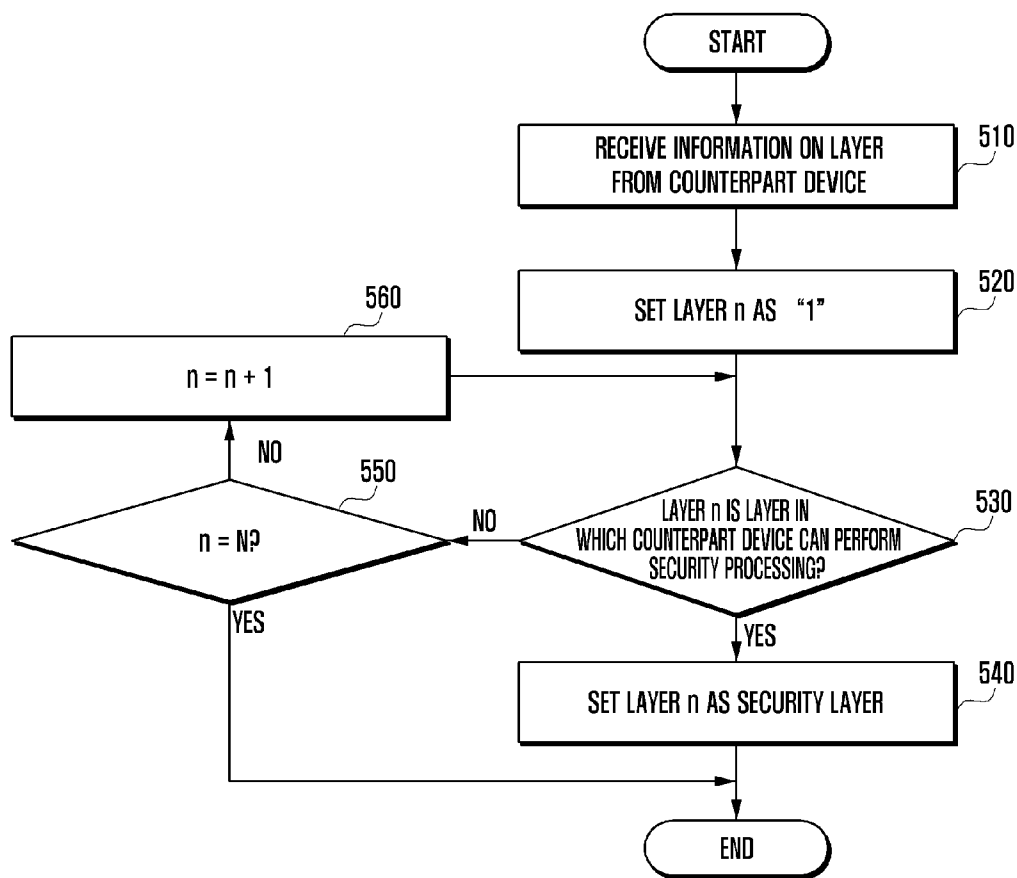 START
RECEIVE INFORMATION ON LAYER
FROM COUNTERPART DEVICE
510
SET LAYER n AS “1”
520
560
n = n + 1
NO
550
n = N?
NO
LAYER n IS LAYER IN
WHICH COUNTERPART DEVICE CAN PERFORM
SECURITY PROCESSING?
530
YES
YES
SET LAYER n AS SECURITY LAYER
540
END